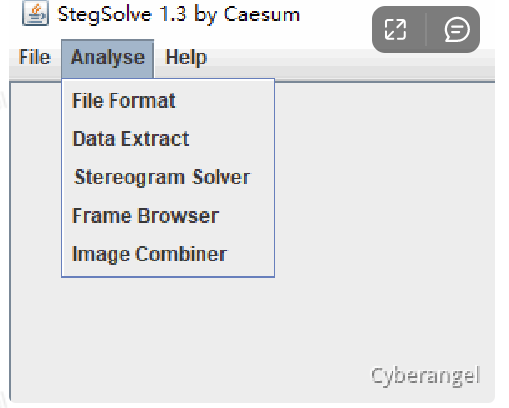 StegSolve 1.3 by Caesum
File Analyse Help
File Format
Data Extract
Stereogram Solver
Frame Browser
Image Combiner
Cyberangel